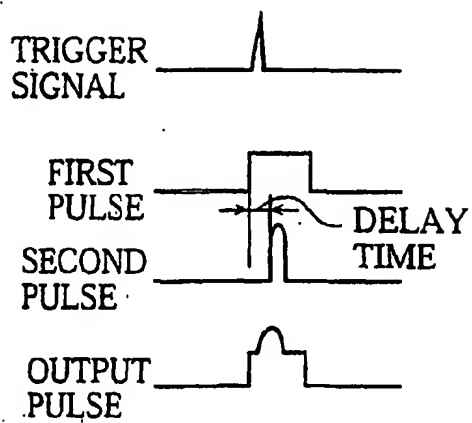 TRIGGER
SIGNAL
FIRST
PULSE
DELAY
TIME
SECOND
PULSE
OUTPUT
PULSE